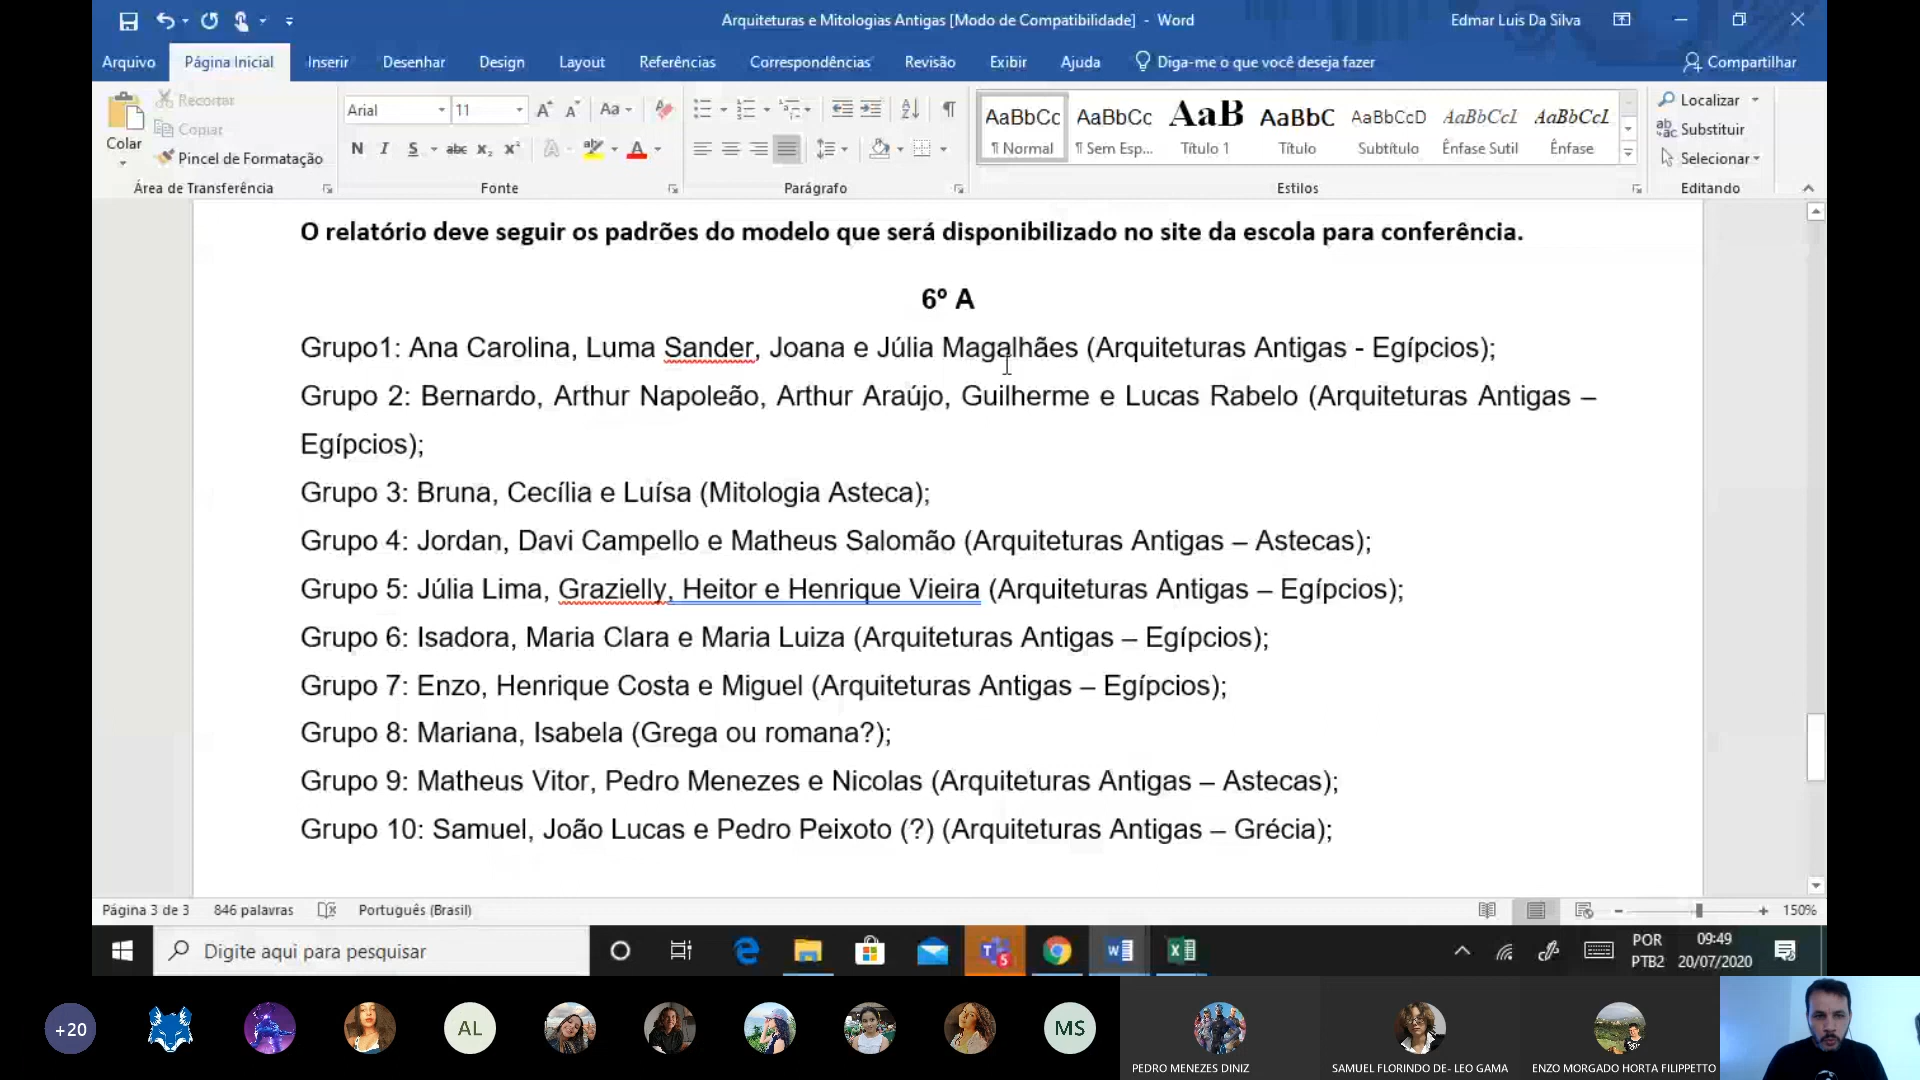 Arquiteturas e Mitologias Antigas [Modo de Compatibilidade] - Word
Edmar Luis Da Silva
Arquivo Página Inicial Inserir Desenhar Design Layout Referências Correspondências Revisão Exibir Ajuda Diga-me o que você deseja fazer Compartilhar
Colar
Recortar
Copiar
Pincel de Formatação
Área de Transferência
Arial 11
N I S abc x₂ x²
Fonte
Parágrafo
AaBbCc AaBbCc AaB AaBbC AaBbCcD AaBbCcI AaBbCcL
¶ Normal ¶ Sem Esp... Título 1 Título Subtítulo Ênfase Sutil Ênfase
Estilos
Localizar
Substituir
Selecionar
Editando
O relatório deve seguir os padrões do modelo que será disponibilizado no site da escola para conferência.
6º A
Grupo1: Ana Carolina, Luma Sander, Joana e Júlia Magalhães (Arquiteturas Antigas - Egípcios);
Grupo 2: Bernardo, Arthur Napoleão, Arthur Araújo, Guilherme e Lucas Rabelo (Arquiteturas Antigas –
Egípcios);
Grupo 3: Bruna, Cecília e Luísa (Mitologia Asteca);
Grupo 4: Jordan, Davi Campello e Matheus Salomão (Arquiteturas Antigas – Astecas);
Grupo 5: Júlia Lima, Grazielly, Heitor e Henrique Vieira (Arquiteturas Antigas – Egípcios);
Grupo 6: Isadora, Maria Clara e Maria Luiza (Arquiteturas Antigas – Egípcios);
Grupo 7: Enzo, Henrique Costa e Miguel (Arquiteturas Antigas – Egípcios);
Grupo 8: Mariana, Isabela (Grega ou romana?);
Grupo 9: Matheus Vitor, Pedro Menezes e Nicolas (Arquiteturas Antigas – Astecas);
Grupo 10: Samuel, João Lucas e Pedro Peixoto (?) (Arquiteturas Antigas – Grécia);
Página 3 de 3 846 palavras Português (Brasil) 150%
Digite aqui para pesquisar
POR
PTB2
09:49
20/07/2020
+20 AL MS
PEDRO MENEZES DINIZ
SAMUEL FLORINDO DE- LEO GAMA
ENZO MORGADO HORTA FILIPPETTO